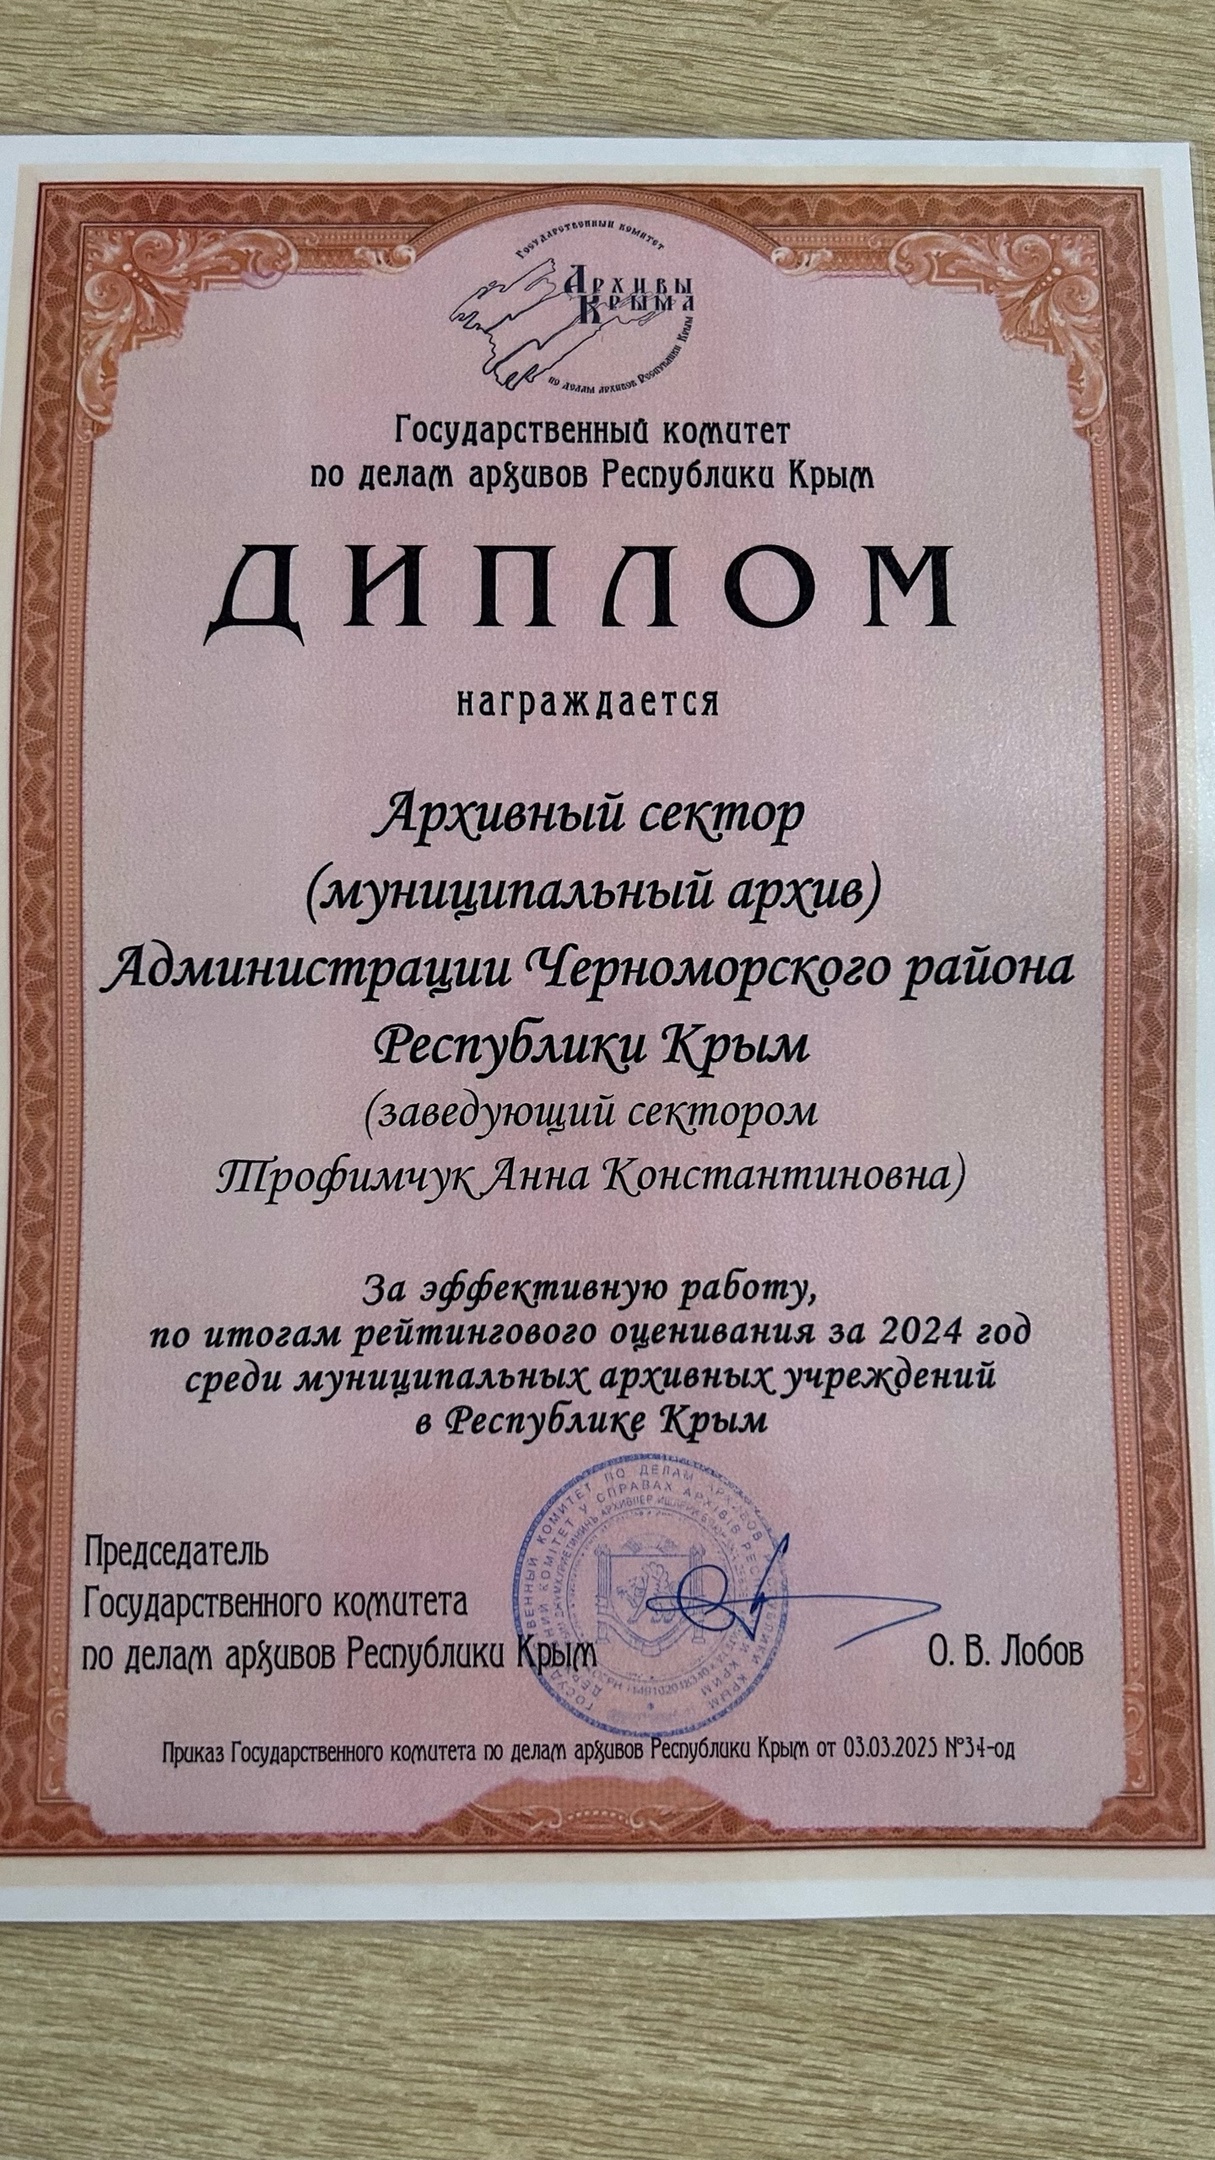 Государственный комитет
Архивы
Крыма
по делам архивов Республики Крым
Государственный комитет
по делам архивов Республики Крым
ДИПЛОМ
награждается
Архивный сектор
(муниципальный архив)
Администрации Черноморского района
Республики Крым
(заведующий сектором
Трофимчук Анна Константиновна)
За эффективную работу,
по итогам рейтингового оценивания за 2024 год
среди муниципальных архивных учреждений
в Республике Крым
Председатель
Государственного комитета
по делам архивов Республики Крым
О. В. Лобов
Приказ Государственного комитета по делам архивов Республики Крым от 03.03.2025 №34-од